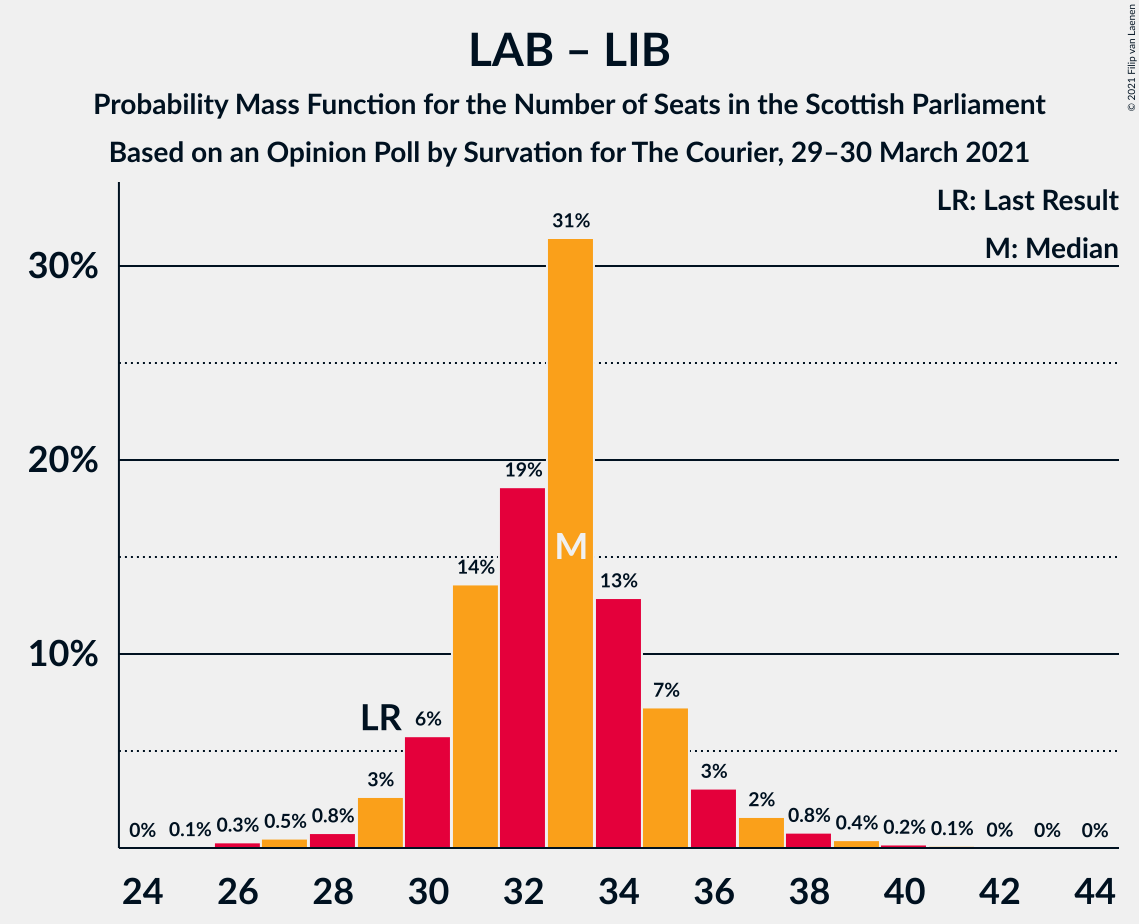 © 2021 Filip van Laenen
LAB – LIB
Probability Mass Function for the Number of Seats in the Scottish Parliament
Based on an Opinion Poll by Survation for The Courier, 29–30 March 2021
LR: Last Result
M: Median
30%
20%
10%
0% 0.1% 0.3% 0.5% 0.8% 3% 6% 14% 19% 31% 13% 7% 3% 2% 0.8% 0.4% 0.2% 0.1% 0% 0% 0%
LR
M
24 26 28 30 32 34 36 38 40 42 44